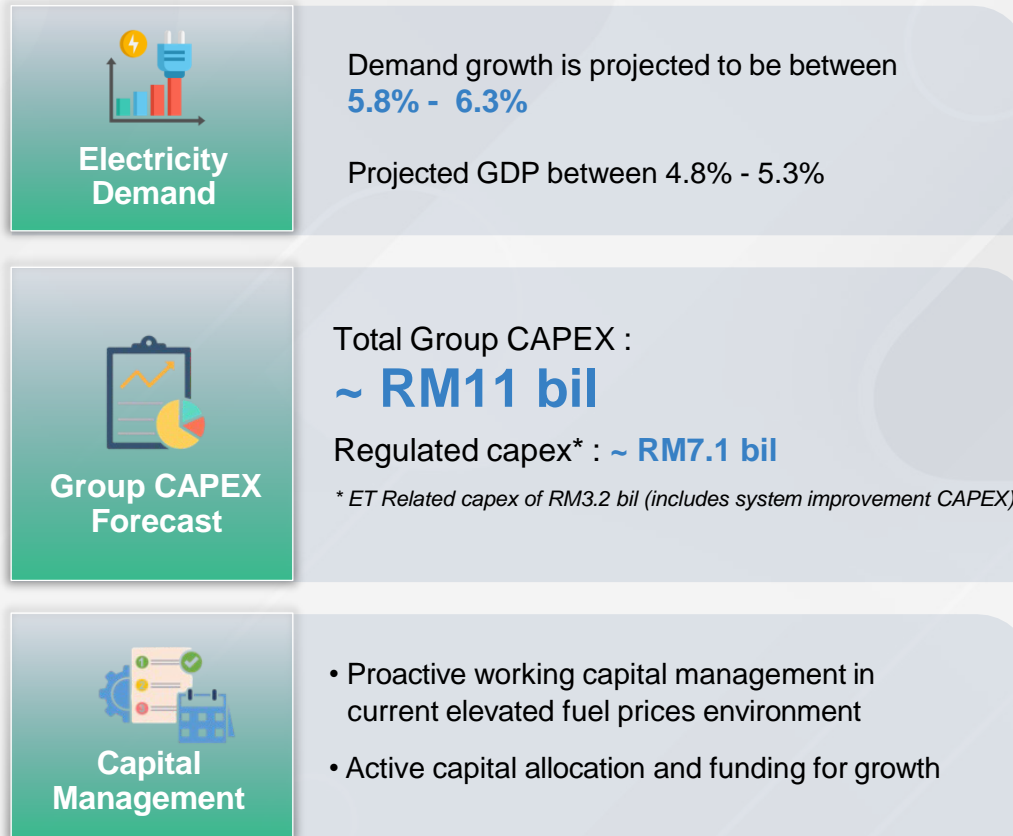 Electricity
Demand
Demand growth is projected to be between
5.8% - 6.3%
Projected GDP between 4.8% - 5.3%
Group CAPEX
Forecast
Total Group CAPEX :
~ RM11 bil
Regulated capex* : ~ RM7.1 bil
* ET Related capex of RM3.2 bil (includes system improvement CAPEX)
Capital
Management
• Proactive working capital management in
current elevated fuel prices environment
• Active capital allocation and funding for growth